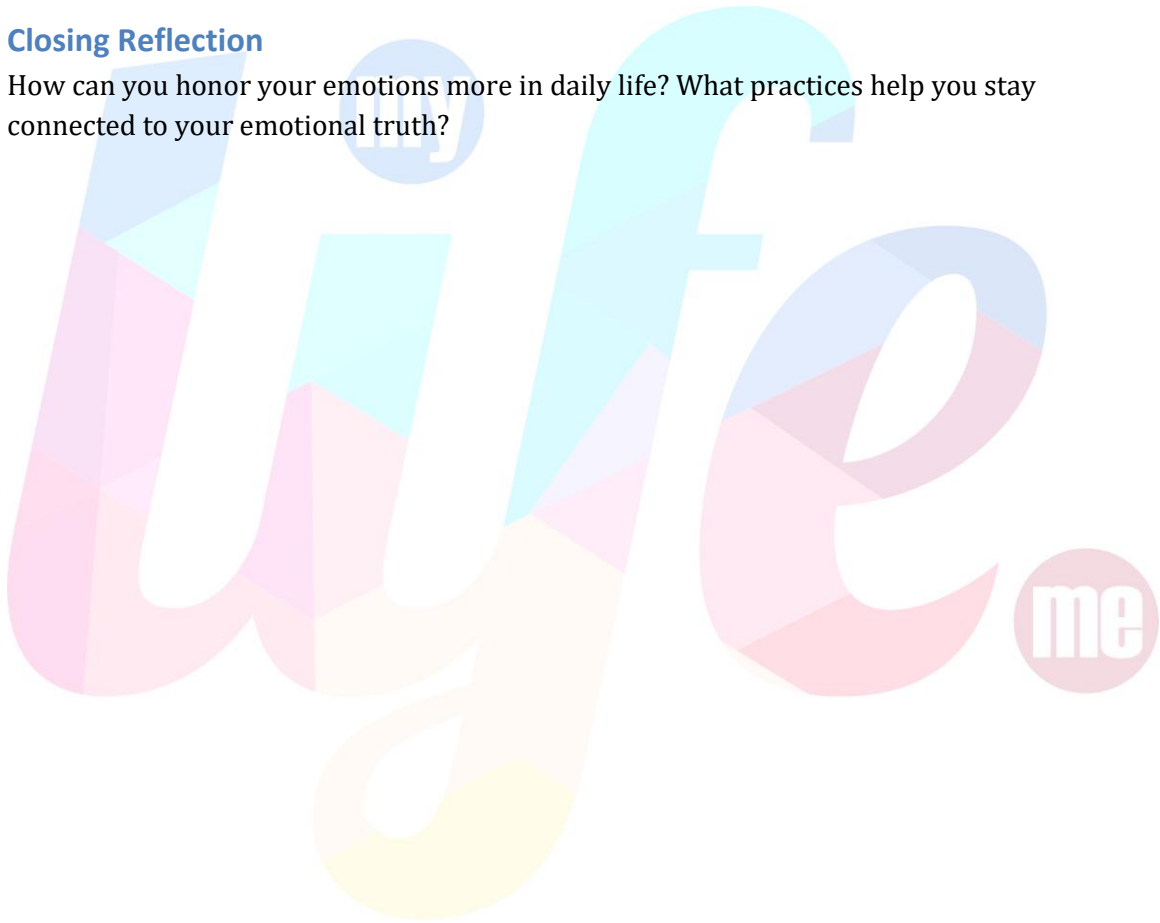 Closing Reflection
How can you honor your emotions more in daily life? What practices help you stay
connected to your emotional truth?
my
life.
me